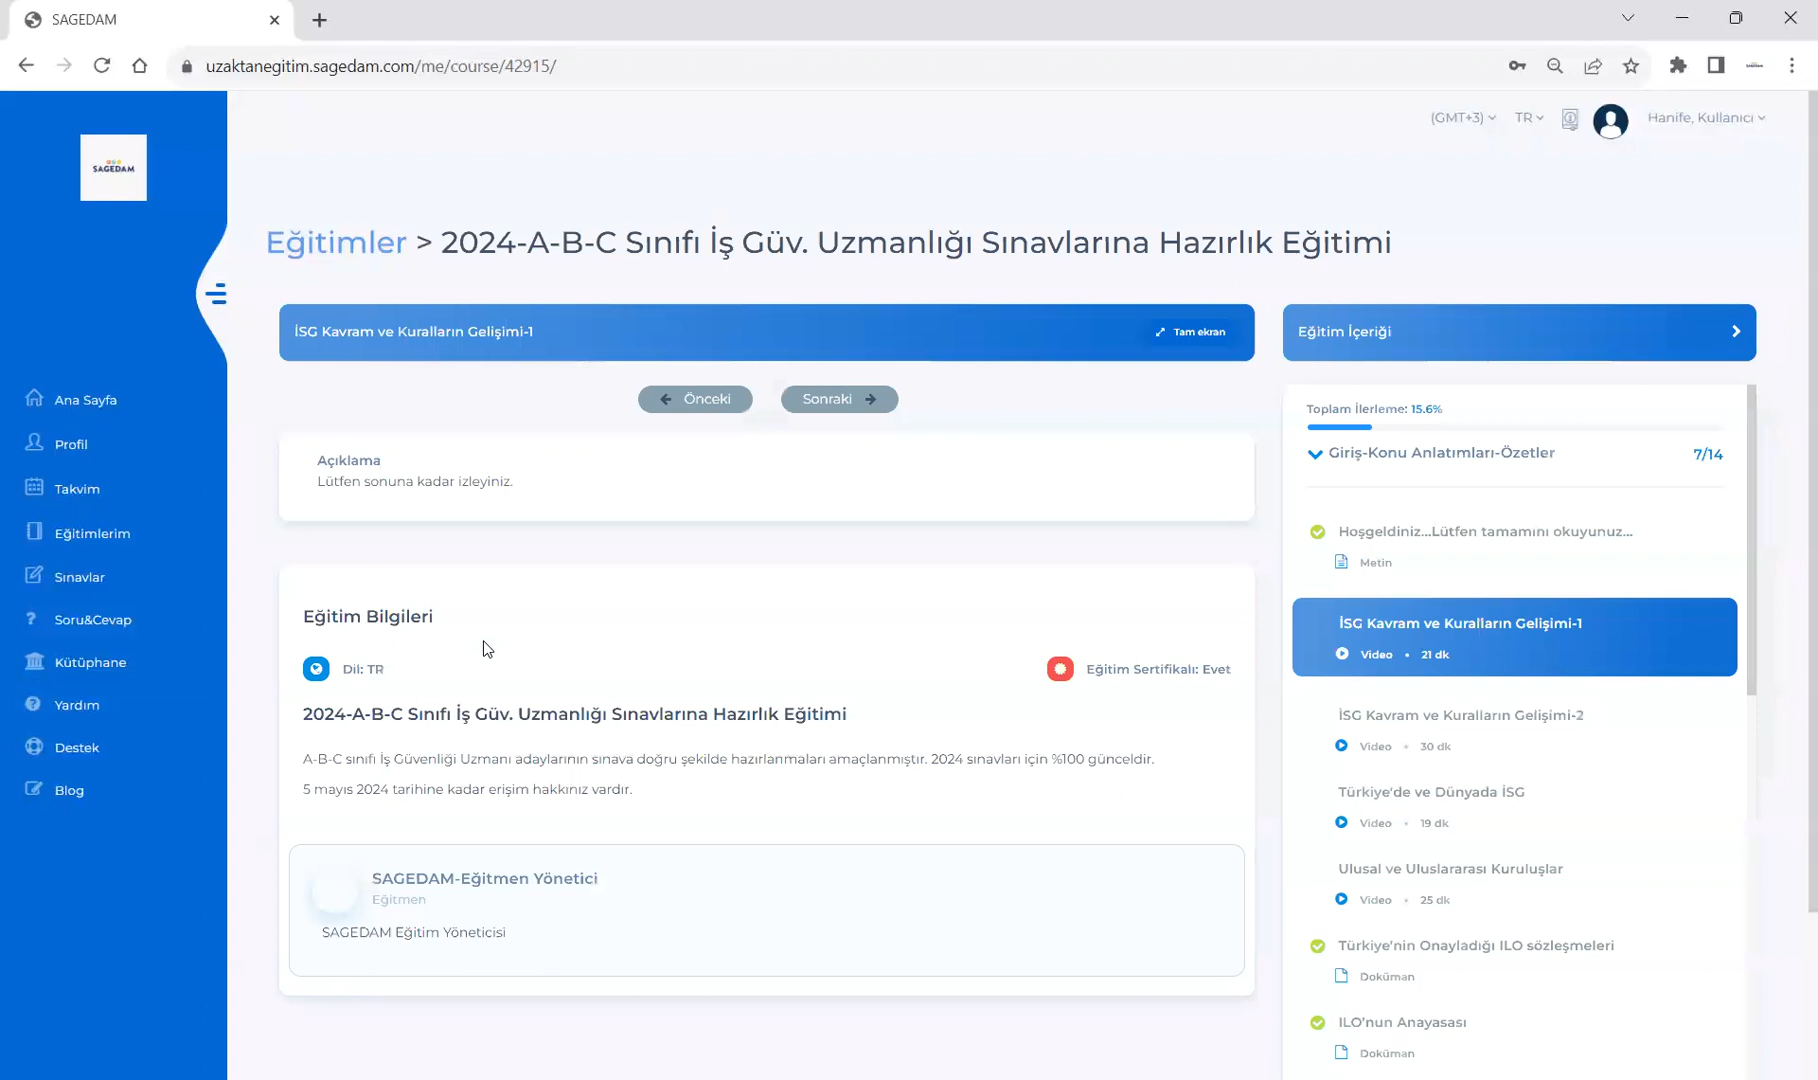 SAGEDAM
uzaktanegitim.sagedam.com/me/course/42915/
SAGEDAM
(GMT+3)
TR
Hanife, Kullanıcı
Eğitimler > 2024-A-B-C Sınıfı İş Güv. Uzmanlığı Sınavlarına Hazırlık Eğitimi
İSG Kavram ve Kuralların Gelişimi-1
Tam ekran
Önceki
Sonraki
Açıklama
Lütfen sonuna kadar izleyiniz.
Eğitim Bilgileri
Dil: TR
Eğitim Sertifikalı: Evet
2024-A-B-C Sınıfı İş Güv. Uzmanlığı Sınavlarına Hazırlık Eğitimi
A-B-C sınıfı İş Güvenliği Uzmanı adaylarının sınava doğru şekilde hazırlanmaları amaçlanmıştır. 2024 sınavları için %100 günceldir.
5 mayıs 2024 tarihine kadar erişim hakkınız vardır.
SAGEDAM-Eğitmen Yönetici
Eğitmen
SAGEDAM Eğitim Yöneticisi
Ana Sayfa
Profil
Takvim
Eğitimlerim
Sınavlar
Soru&Cevap
Kütüphane
Yardım
Destek
Blog
Eğitim İçeriği
Toplam İlerleme: 15.6%
Giriş-Konu Anlatımları-Özetler
7/14
Hoşgeldiniz...Lütfen tamamını okuyunuz...
Metin
İSG Kavram ve Kuralların Gelişimi-1
Video • 21 dk
İSG Kavram ve Kuralların Gelişimi-2
Video • 30 dk
Türkiye'de ve Dünyada İSG
Video • 19 dk
Ulusal ve Uluslararası Kuruluşlar
Video • 25 dk
Türkiye'nin Onayladığı ILO sözleşmeleri
Doküman
ILO'nun Anayasası
Doküman